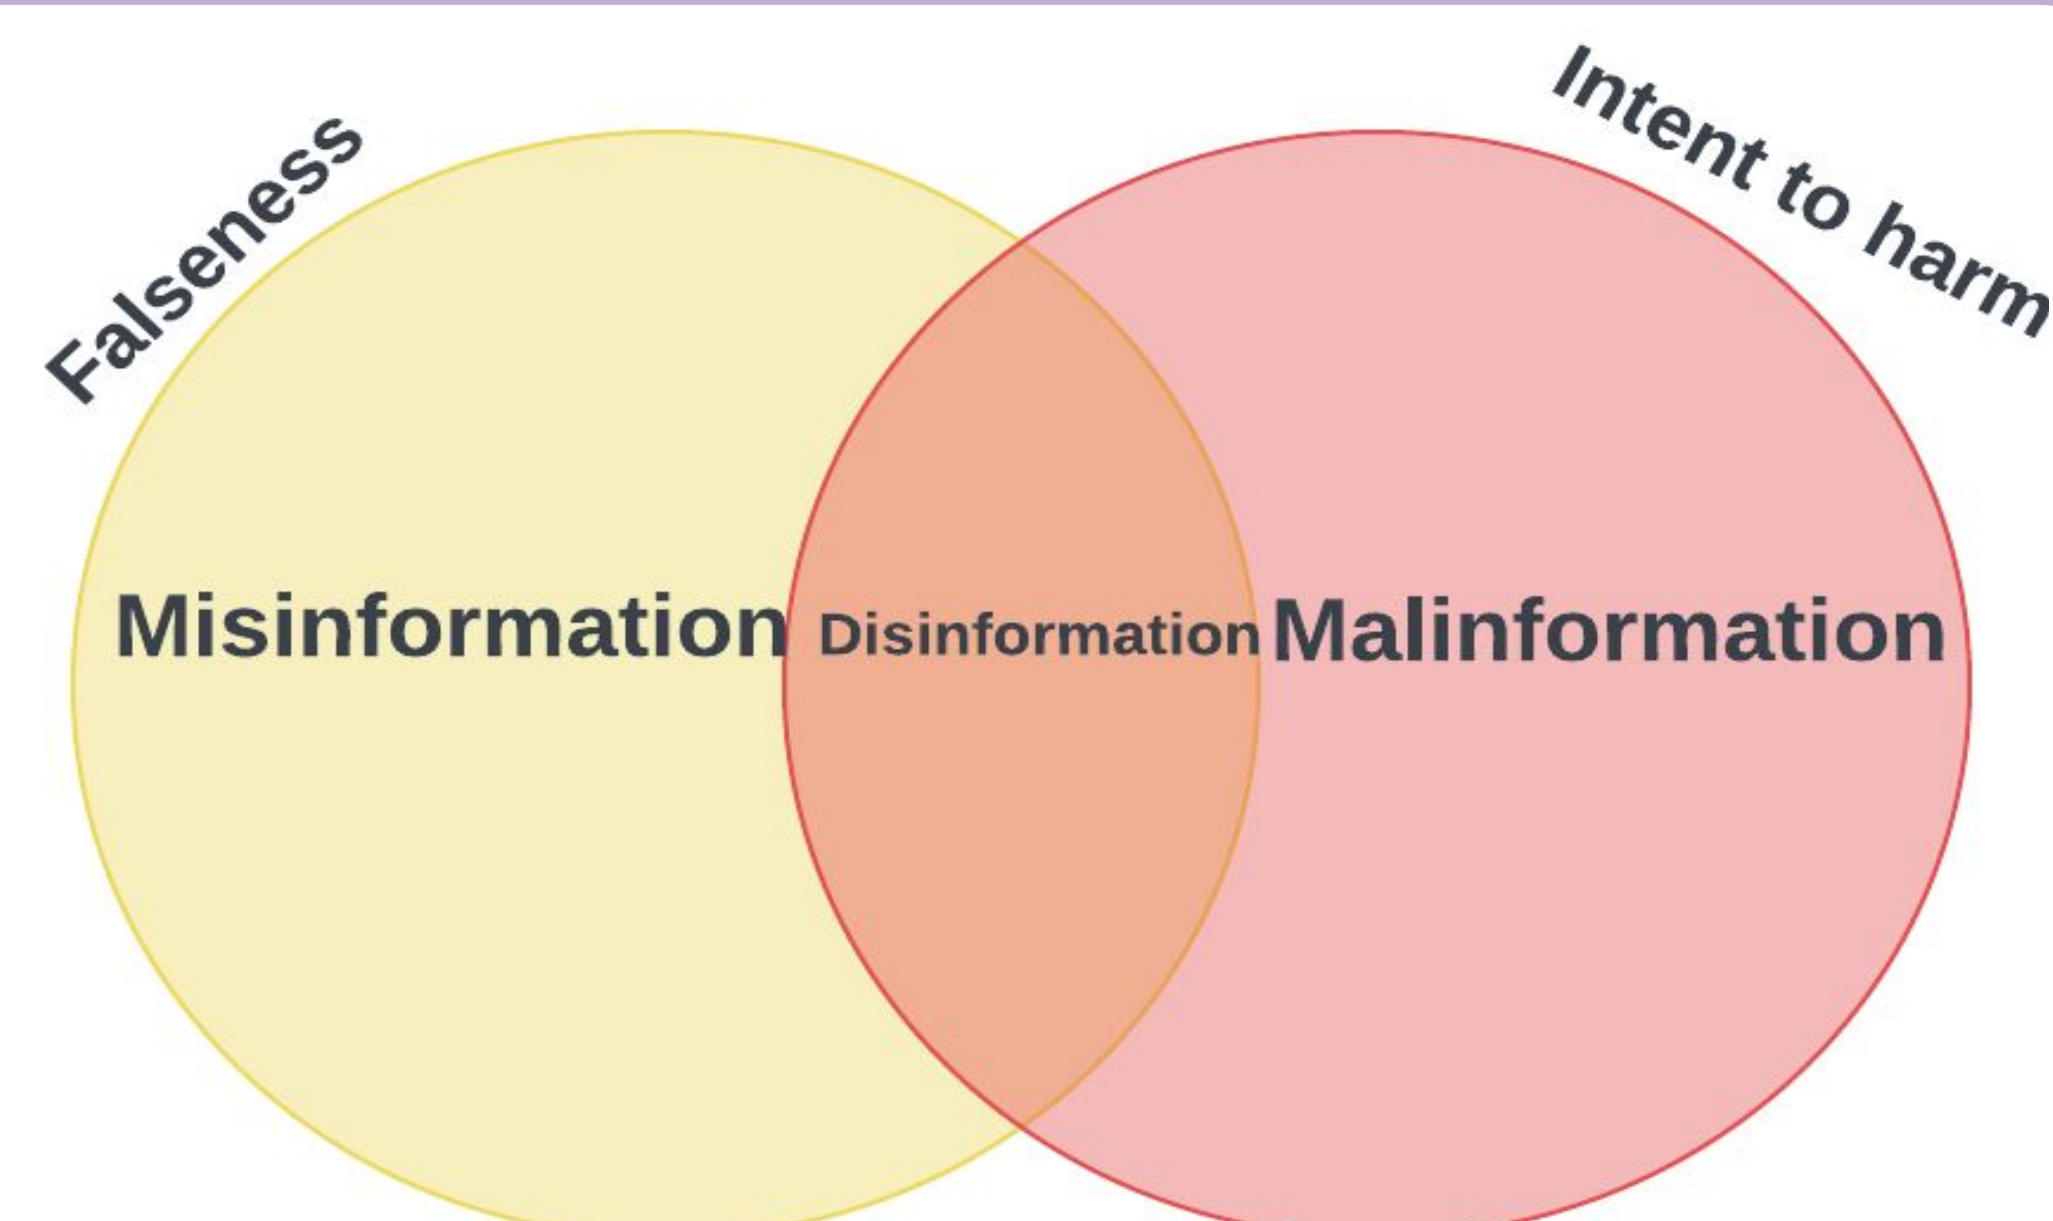 Falseness
Intent to harm
Misinformation
Disinformation
Malinformation